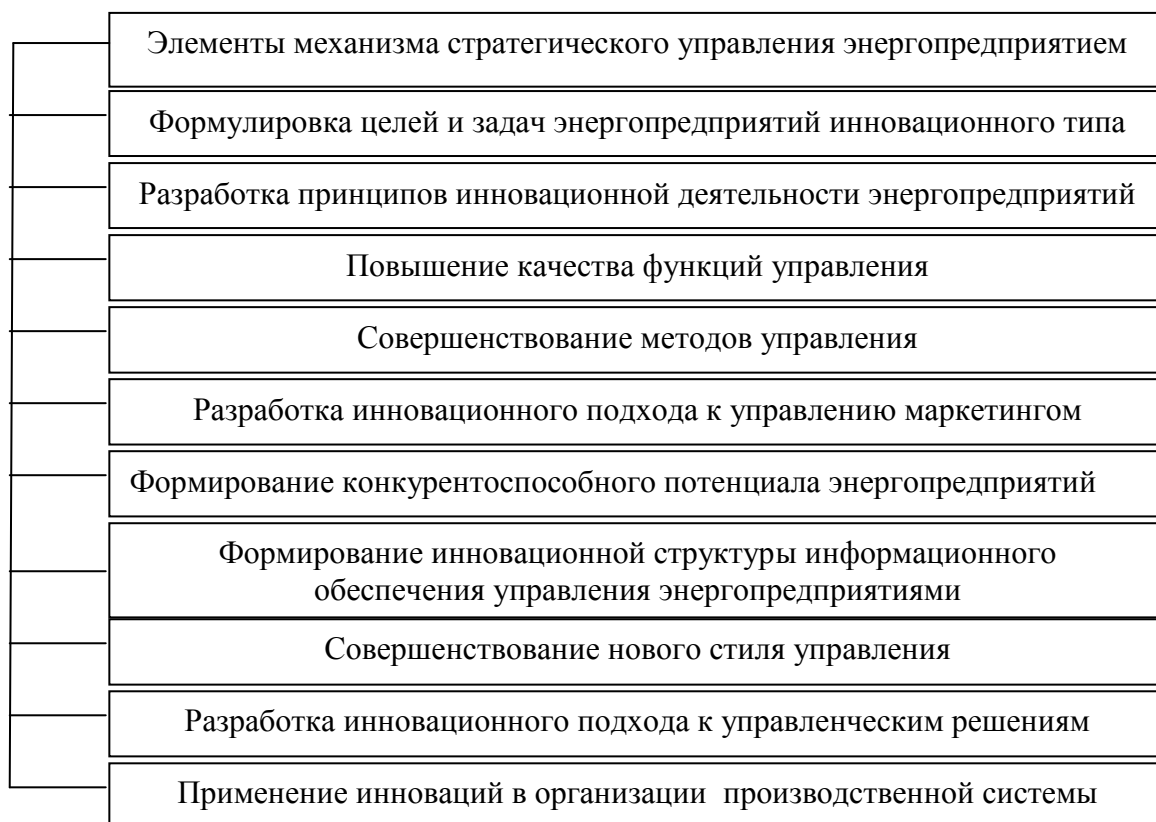 Элементы механизма стратегического управления энергопредприятием
Формулировка целей и задач энергопредприятий инновационного типа
Разработка принципов инновационной деятельности энергопредприятий
Повышение качества функций управления
Совершенствование методов управления
Разработка инновационного подхода к управлению маркетингом
Формирование конкурентоспособного потенциала энергопредприятий
Формирование инновационной структуры информационного
обеспечения управления энергопредприятиями
Совершенствование нового стиля управления
Разработка инновационного подхода к управленческим решениям
Применение инноваций в организации производственной системы